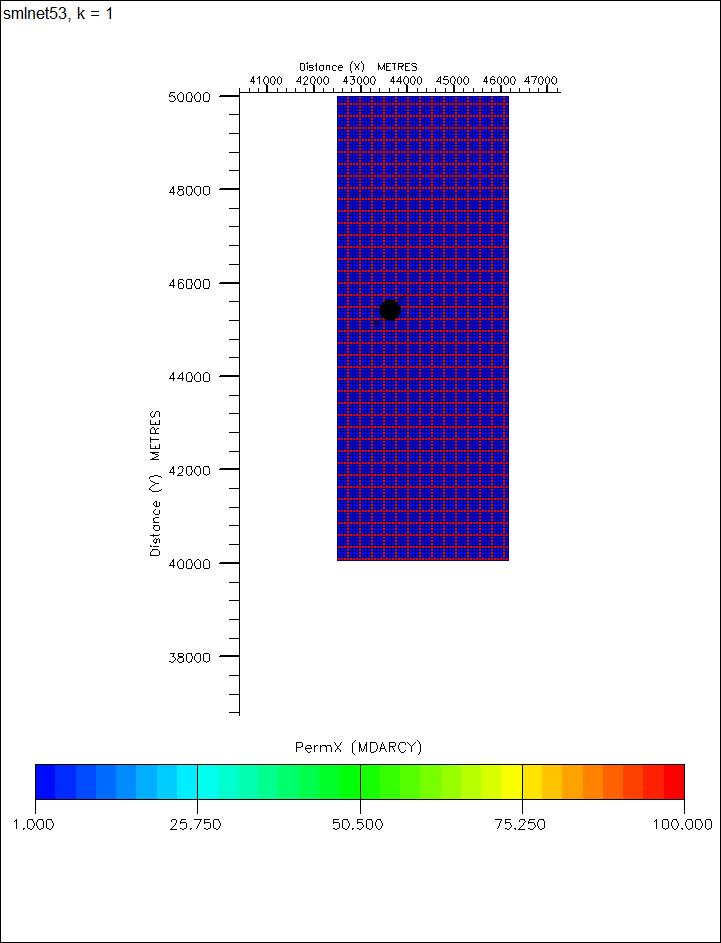 smlnet53, k = 1
Distance (X) METRES
41000 42000 43000 44000 45000 46000 47000
50000
48000
46000
44000
42000
40000
38000
Distance (Y) METRES
PermX (MDARCY)
1.000 25.750 50.500 75.250 100.000